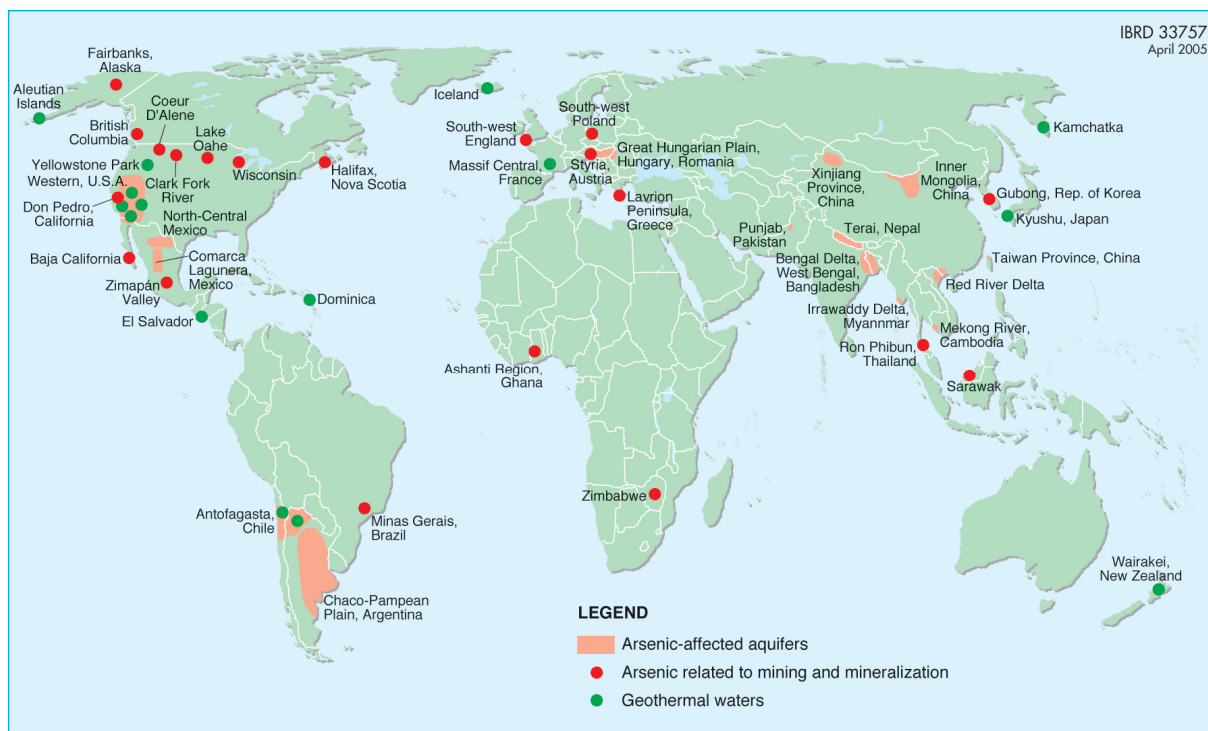 IBRD 33757
April 2005
Fairbanks,
Alaska
Aleutian
Islands
Coeur
D'Alene
British
Columbia
Lake
Oahe
Yellowstone Park
Western, U.S.A.
Clark Fork
River
Wisconsin
Halifax,
Nova Scotia
Don Pedro,
California
North-Central
Mexico
Baja California
Comarca
Lagunera,
Mexico
Zimapán
Valley
El Salvador
Dominica
Iceland
South-west
England
South-west
Poland
Massif Central,
France
Styria,
Austria
Great Hungarian Plain,
Hungary, Romania
Lavrion
Peninsula,
Greece
Kamchatka
Xinjiang
Province,
China
Inner
Mongolia,
China
Gubong, Rep. of Korea
Kyushu, Japan
Punjab,
Pakistan
Terai, Nepal
Bengal Delta,
West Bengal,
Bangladesh
Taiwan Province, China
Red River Delta
Irrawaddy Delta,
Myannmar
Mekong River,
Cambodia
Ron Phibun,
Thailand
Sarawak
Ashanti Region,
Ghana
Zimbabwe
Antofagasta,
Chile
Minas Gerais,
Brazil
Chaco-Pampean
Plain, Argentina
Wairakei,
New Zealand
LEGEND
Arsenic-affected aquifers
Arsenic related to mining and mineralization
Geothermal waters